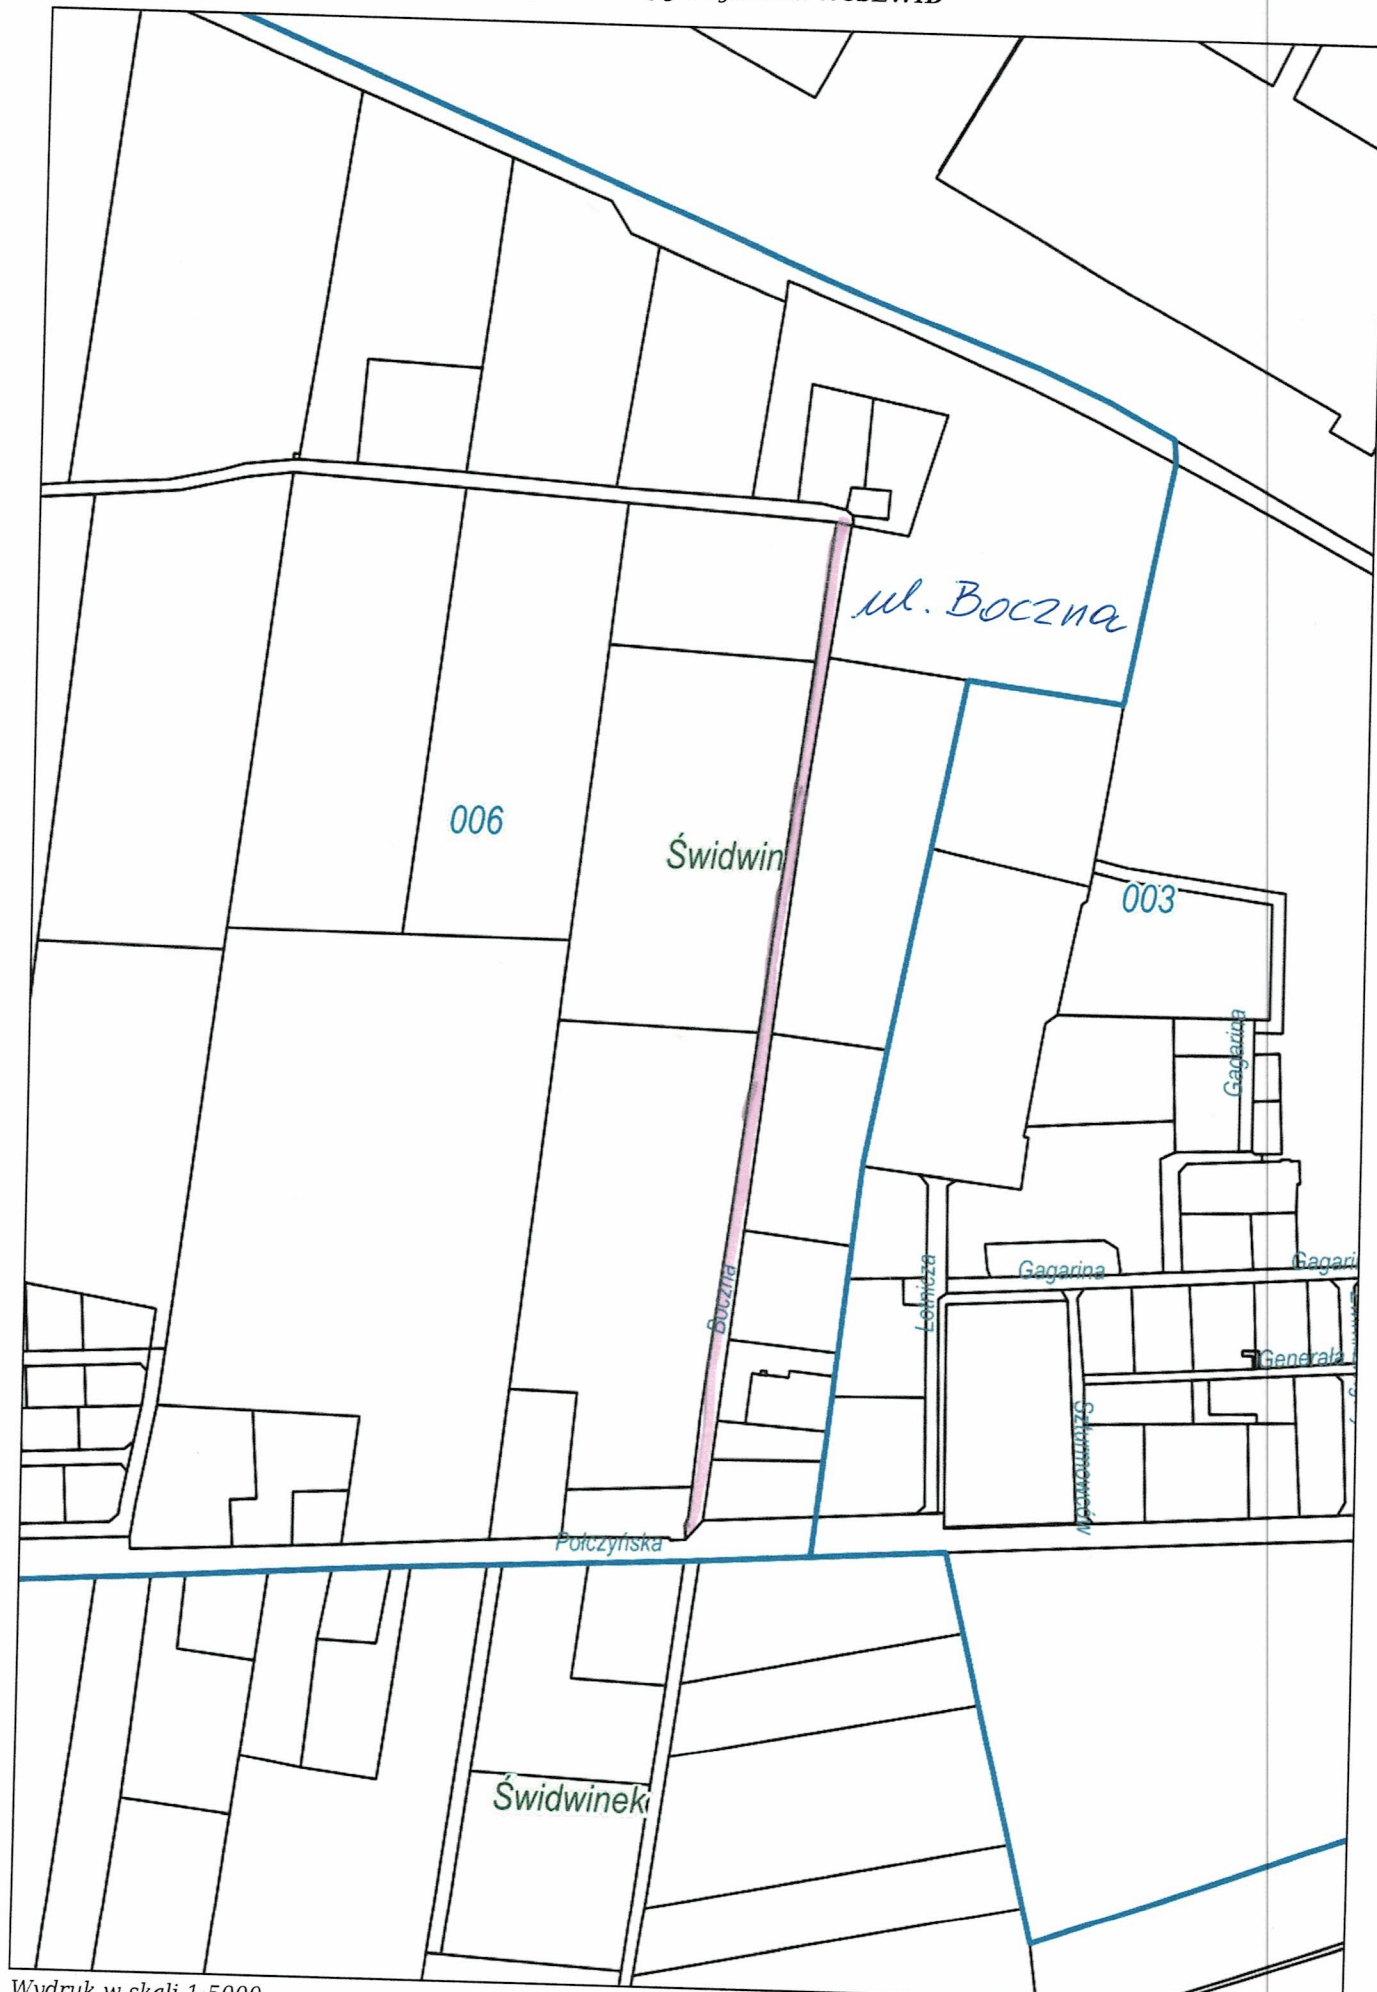 ul. Boczna
006
Świdwin
003
Gagarina
Boczna
Lotnicza
Gagarina
Gagari
Generała
Szturmowców
Połczyńska
Świdwinek
Wydruk w skali 1:5000